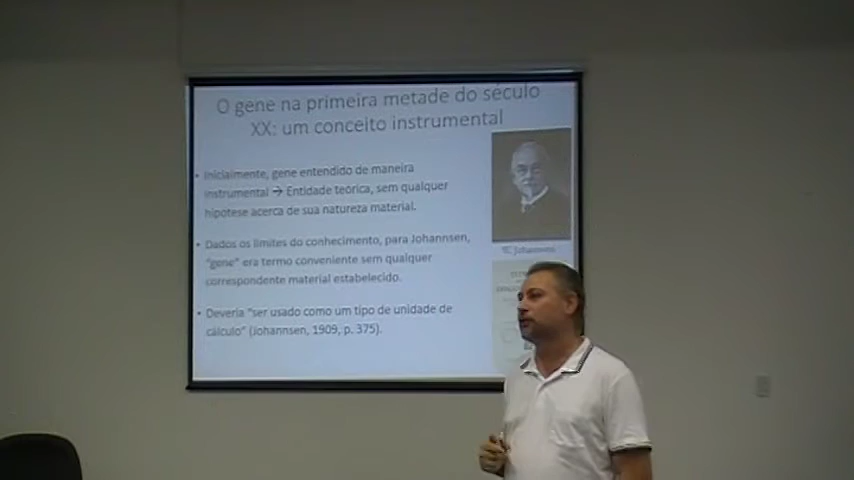 O gene na primeira metade do século
XX: um conceito instrumental
• Inicialmente, gene entendido de maneira
instrumental → Entidade teórica, sem qualquer
hipótese acerca de sua natureza material.
• Dados os limites do conhecimento, para Johannsen,
"gene" era termo conveniente sem qualquer
correspondente material estabelecido.
• Deveria "ser usado como um tipo de unidade de
cálculo" (Johannsen, 1909, p. 375).
W. Johannsen